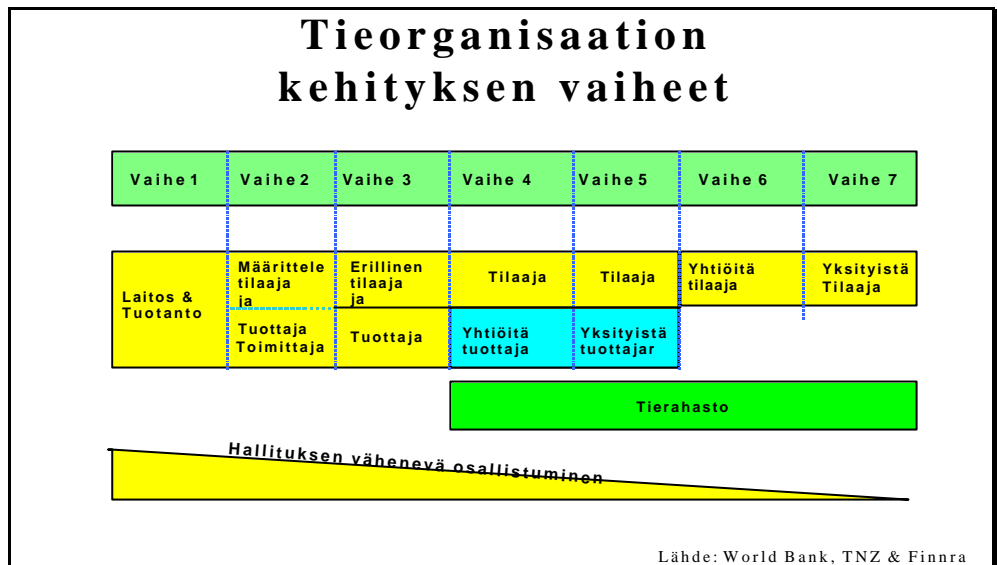 Tieorganisaation
kehityksen vaiheet
Vaihe 1 Vaihe 2 Vaihe 3 Vaihe 4 Vaihe 5 Vaihe 6 Vaihe 7
Laitos &
Tuotanto
Määrittele
tilaaja
ja
Tuottaja
Toimittaja
Erillinen
tilaaja
ja
Tuottaja
Tilaaja
Yhtiöitä
tuottaja
Tilaaja
Yksityistä
tuottajar
Yhtiöitä
tilaaja
Yksityistä
Tilaaja
Tierahasto
Hallituksen vähenevä osallistuminen
Lähde: World Bank, TNZ & Finnra